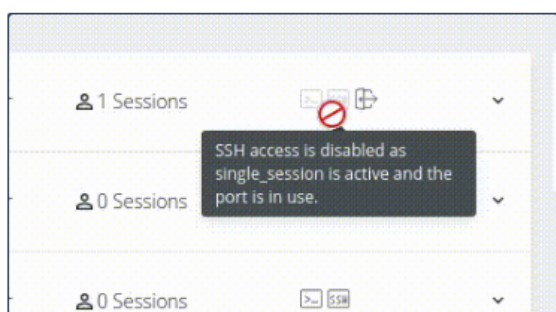 1 Sessions
SSH access is disabled as
single_session is active and the
port is in use.
0 Sessions
0 Sessions >_ SSH